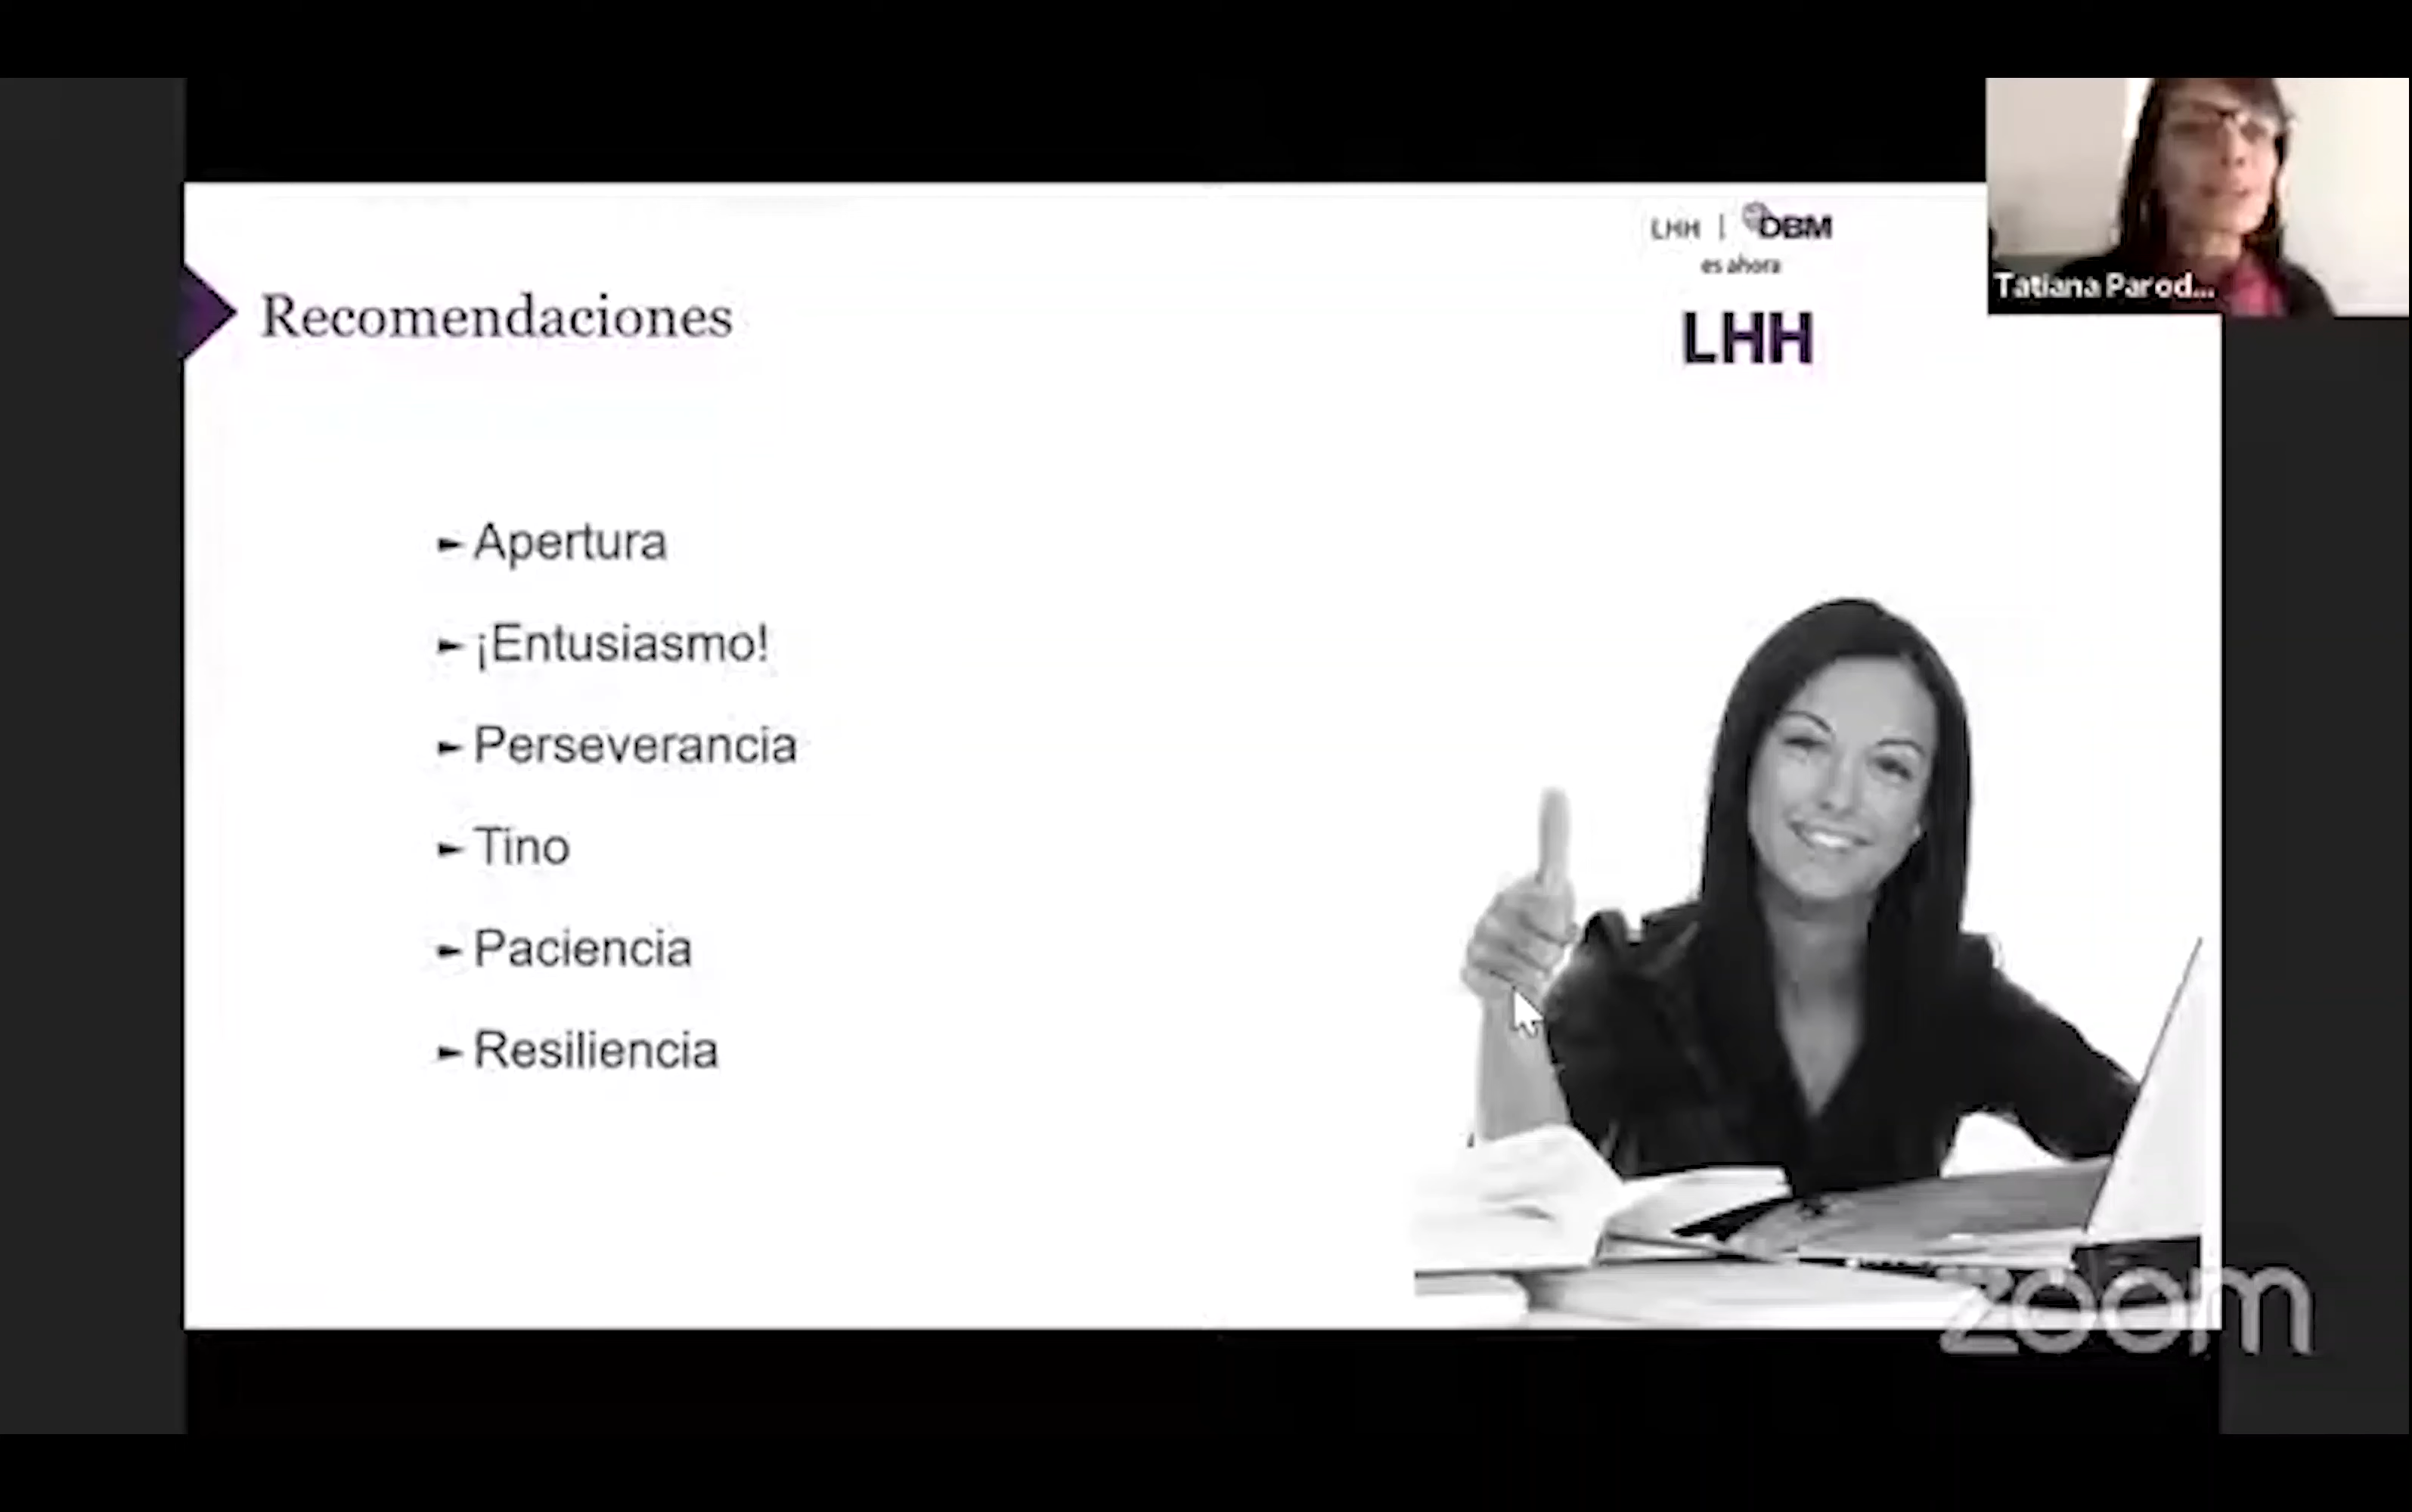 LHH | DBM
es ahora
LHH
Tatiana Parod...
Recomendaciones
► Apertura
► ¡Entusiasmo!
► Perseverancia
► Tino
► Paciencia
► Resiliencia
zoom